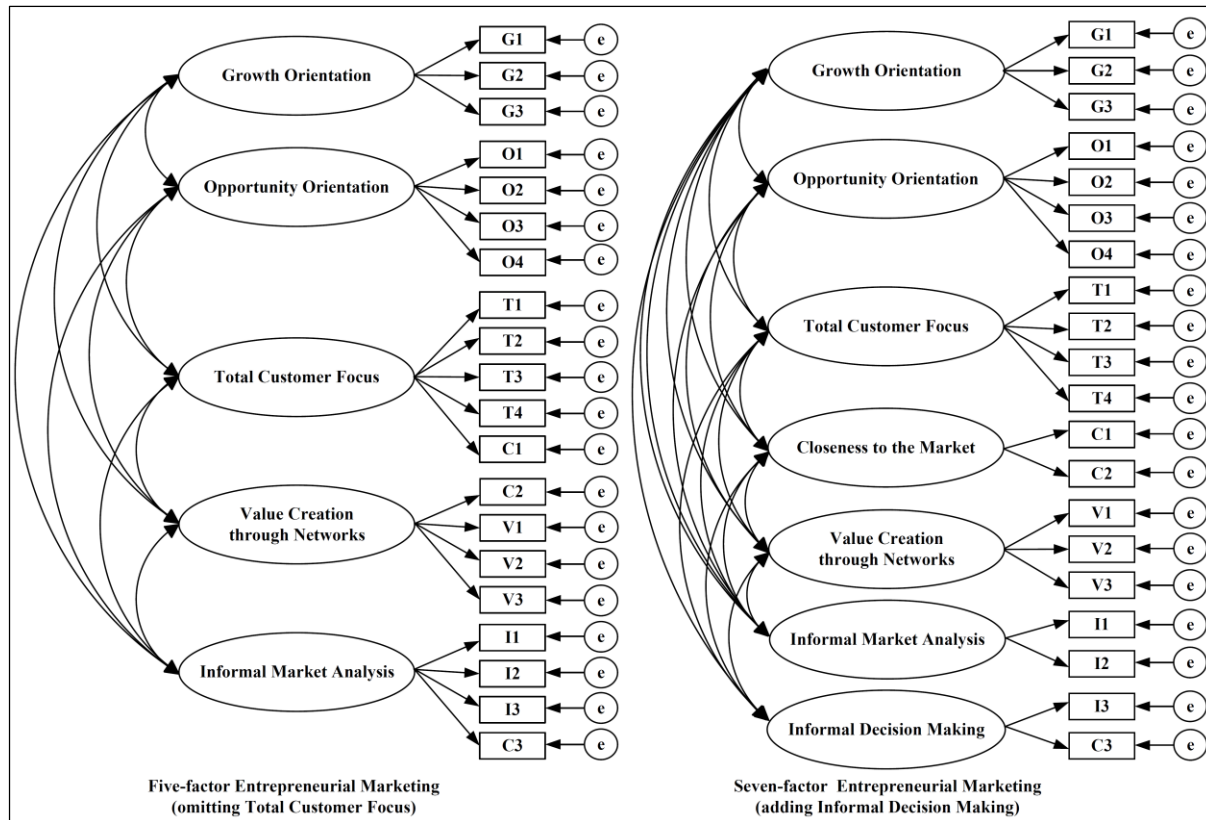 Growth Orientation
G1
e
G2
e
G3
e
Opportunity Orientation
O1
e
O2
e
O3
e
O4
e
Total Customer Focus
T1
e
T2
e
T3
e
T4
e
C1
e
Value Creation
through Networks
C2
e
V1
e
V2
e
V3
e
Informal Market Analysis
I1
e
I2
e
I3
e
C3
e
Five-factor Entrepreneurial Marketing
(omitting Total Customer Focus)
Growth Orientation
G1
e
G2
e
G3
e
Opportunity Orientation
O1
e
O2
e
O3
e
O4
e
Total Customer Focus
T1
e
T2
e
T3
e
T4
e
Closeness to the Market
C1
e
C2
e
Value Creation
through Networks
V1
e
V2
e
V3
e
Informal Market Analysis
I1
e
I2
e
Informal Decision Making
I3
e
C3
e
Seven-factor Entrepreneurial Marketing
(adding Informal Decision Making)